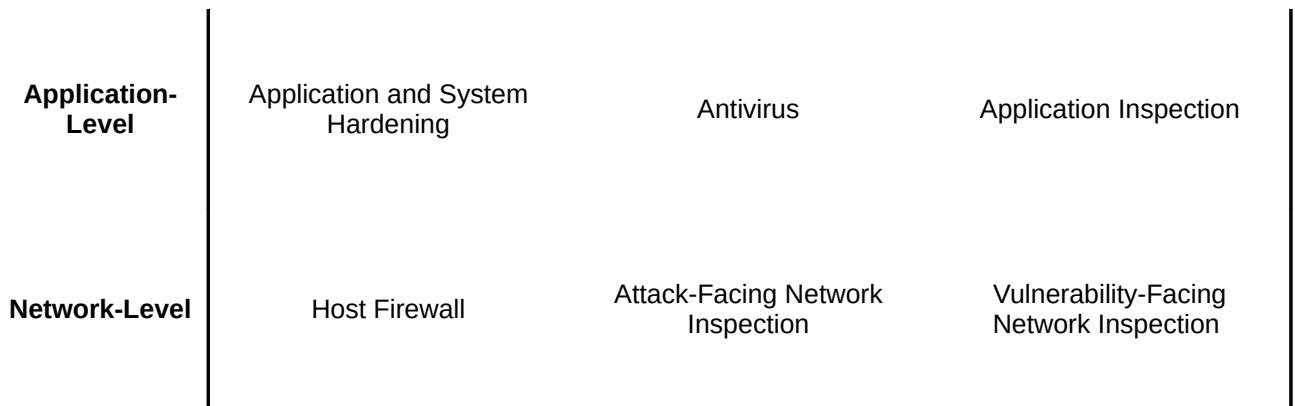 Application-
Level
Application and System
Hardening
Antivirus
Application Inspection
Network-Level
Host Firewall
Attack-Facing Network
Inspection
Vulnerability-Facing
Network Inspection